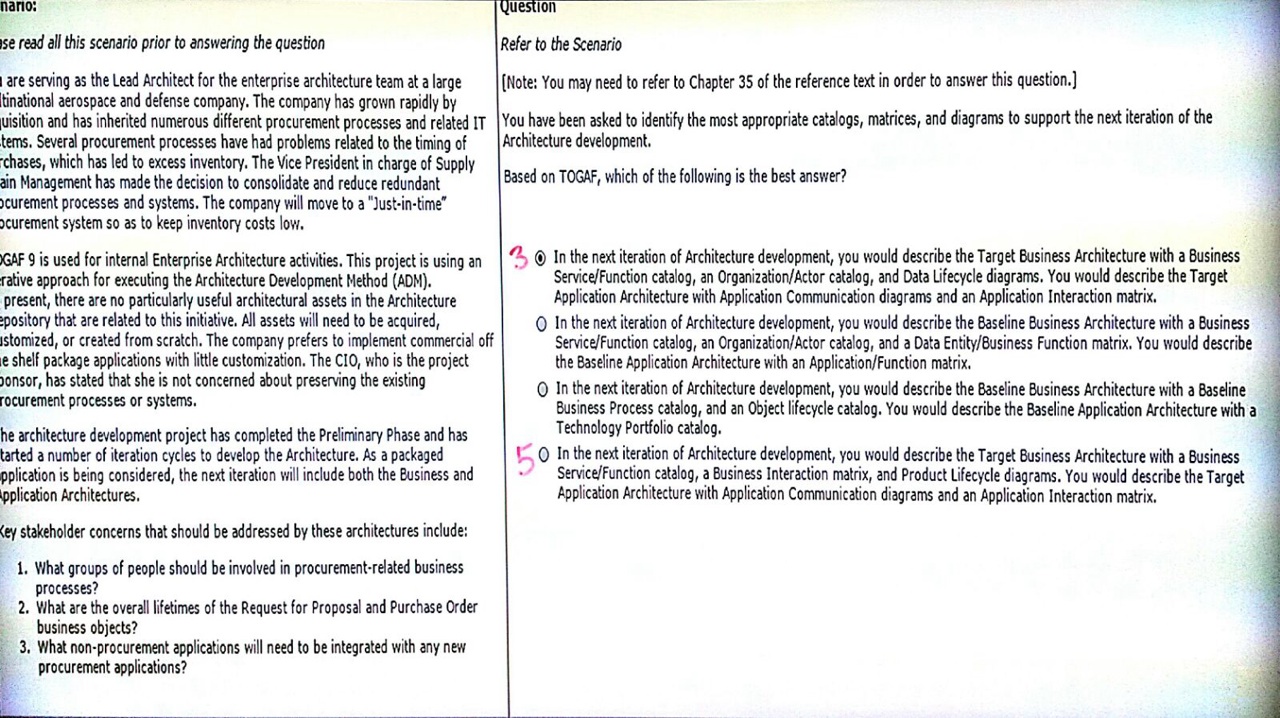 nario:
se read all this scenario prior to answering the question
are serving as the Lead Architect for the enterprise architecture team at a large
ltinational aerospace and defense company. The company has grown rapidly by
uisition and has inherited numerous different procurement processes and related IT
tems. Several procurement processes have had problems related to the timing of
rchases, which has led to excess inventory. The Vice President in charge of Supply
ain Management has made the decision to consolidate and reduce redundant
ocurement processes and systems. The company will move to a "Just-in-time"
ocurement system so as to keep inventory costs low.
OGAF 9 is used for internal Enterprise Architecture activities. This project is using an
rative approach for executing the Architecture Development Method (ADM).
present, there are no particularly useful architectural assets in the Architecture
epository that are related to this initiative. All assets will need to be acquired,
ustomized, or created from scratch. The company prefers to implement commercial off
e shelf package applications with little customization. The CIO, who is the project
ponsor, has stated that she is not concerned about preserving the existing
rocurement processes or systems.
he architecture development project has completed the Preliminary Phase and has
tarted a number of iteration cycles to develop the Architecture. As a packaged
pplication is being considered, the next iteration will include both the Business and
Application Architectures.
Key stakeholder concerns that should be addressed by these architectures include:
1. What groups of people should be involved in procurement-related business
processes?
2. What are the overall lifetimes of the Request for Proposal and Purchase Order
business objects?
3. What non-procurement applications will need to be integrated with any new
procurement applications?
Question
Refer to the Scenario
[Note: You may need to refer to Chapter 35 of the reference text in order to answer this question.]
You have been asked to identify the most appropriate catalogs, matrices, and diagrams to support the next iteration of the
Architecture development.
Based on TOGAF, which of the following is the best answer?
3 In the next iteration of Architecture development, you would describe the Target Business Architecture with a Business
Service/Function catalog, an Organization/Actor catalog, and Data Lifecycle diagrams. You would describe the Target
Application Architecture with Application Communication diagrams and an Application Interaction matrix.
In the next iteration of Architecture development, you would describe the Baseline Business Architecture with a Business
Service/Function catalog, an Organization/Actor catalog, and a Data Entity/Business Function matrix. You would describe
the Baseline Application Architecture with an Application/Function matrix.
In the next iteration of Architecture development, you would describe the Baseline Business Architecture with a Baseline
Business Process catalog, and an Object lifecycle catalog. You would describe the Baseline Application Architecture with a
Technology Portfolio catalog.
5 In the next iteration of Architecture development, you would describe the Target Business Architecture with a Business
Service/Function catalog, a Business Interaction matrix, and Product Lifecycle diagrams. You would describe the Target
Application Architecture with Application Communication diagrams and an Application Interaction matrix.